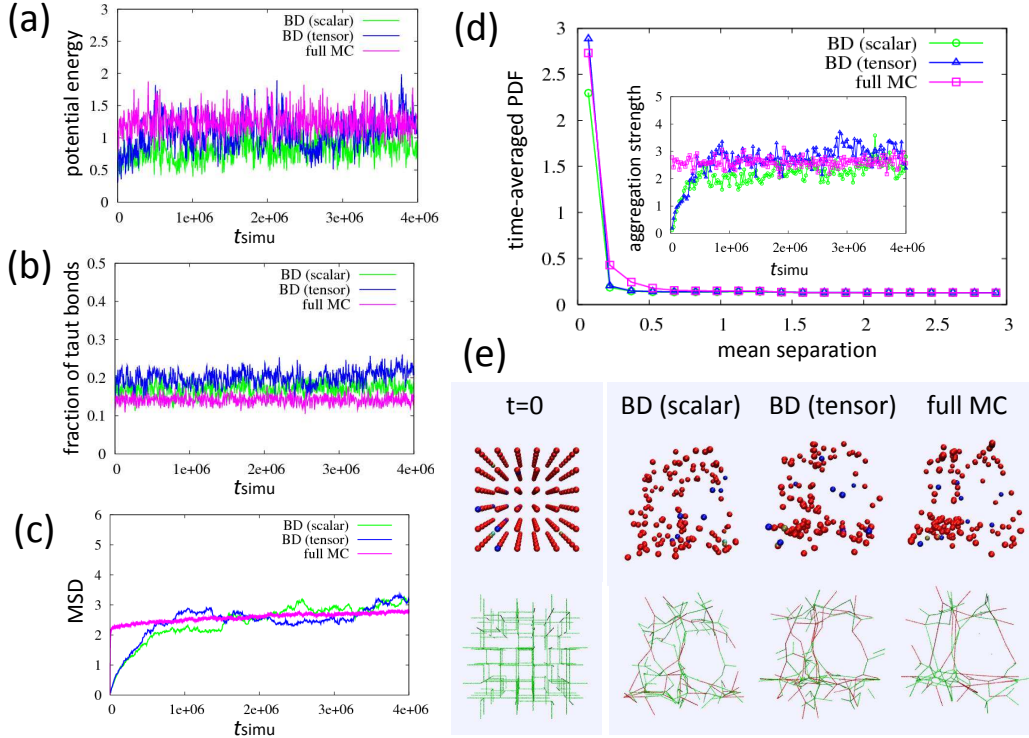 (a)
potential energy
3
2.5
2
1.5
1
0.5
0
BD (scalar)
BD (tensor)
full MC
0
1e+06
2e+06
3e+06
4e+06
tsimu
(b)
fraction of taut bonds
0.5
0.4
0.3
0.2
0.1
0
BD (scalar)
BD (tensor)
full MC
0
1e+06
2e+06
3e+06
4e+06
tsimu
(c)
MSD
6
5
4
3
2
1
0
BD (scalar)
BD (tensor)
full MC
0
1e+06
2e+06
3e+06
4e+06
tsimu
(d)
time-averaged PDF
3
2.5
2
1.5
1
0.5
0
BD (scalar)
BD (tensor)
full MC
aggregation strength
5
4
3
2
1
0
0
1e+06
2e+06
3e+06
4e+06
tsimu
0
0.5
1
1.5
2
2.5
3
mean separation
(e)
t=0
BD (scalar)
BD (tensor)
full MC